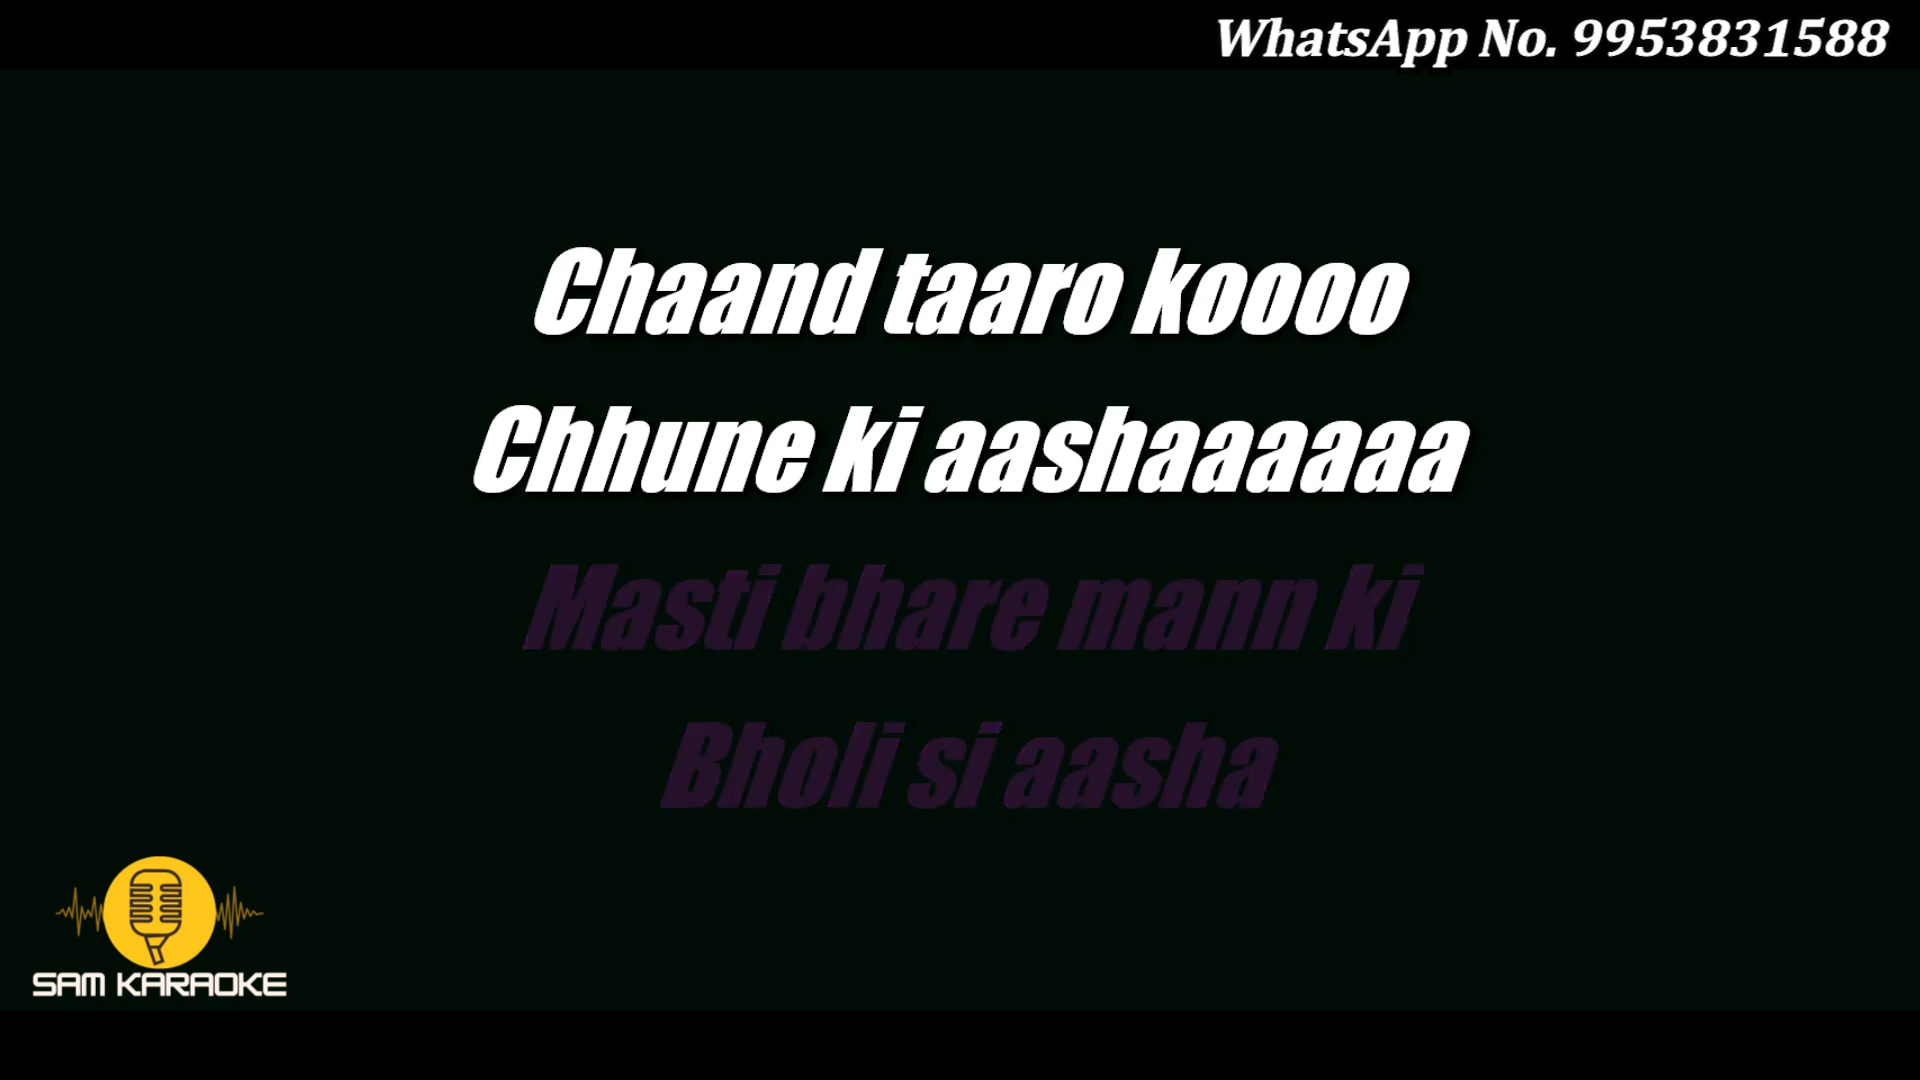 WhatsApp No. 9953831588
Chaand taaro koooo
Chhune ki aashaaaaaa
Masti bhare mann ki
Bholi si aasha
SAM KARAOKE